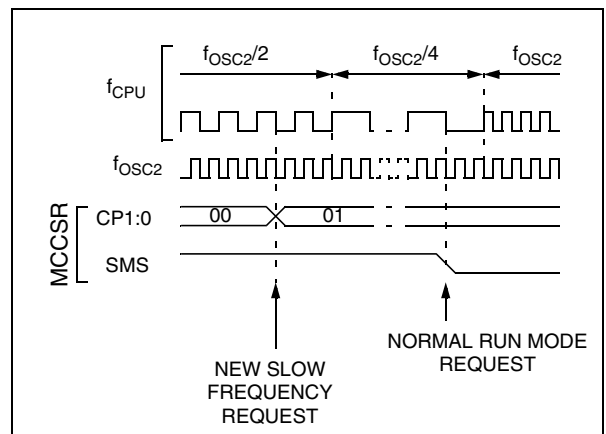 fOSC2/2 fOSC2/4 fOSC2
fCPU
fOSC2
MCCSR
CP1:0 00 01
SMS
NEW SLOW
FREQUENCY
REQUEST
NORMAL RUN MODE
REQUEST